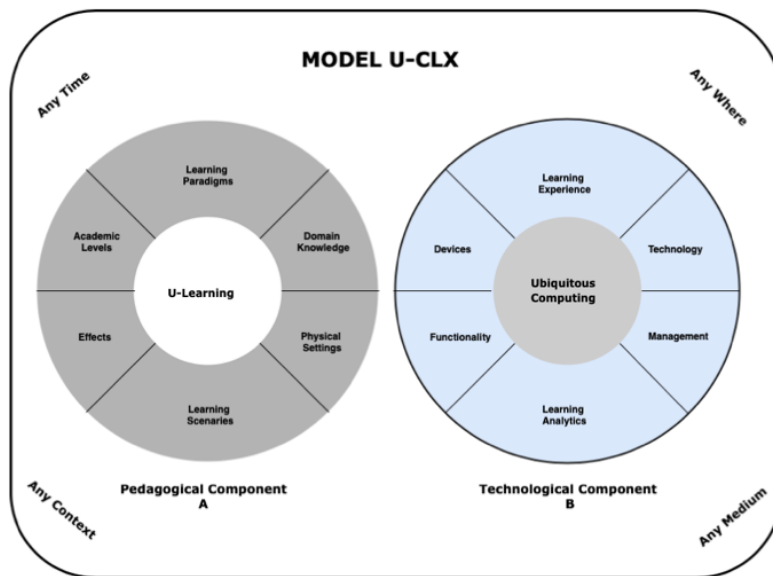 MODEL U-CLX
Any Time
Any Where
Learning
Paradigms
Academic
Levels
Domain
Knowledge
U-Learning
Effects
Physical
Settings
Learning
Scenaries
Pedagogical Component
A
Learning
Experience
Devices
Technology
Ubiquitous
Computing
Functionality
Management
Learning
Analytics
Technological Component
B
Any Context
Any Medium